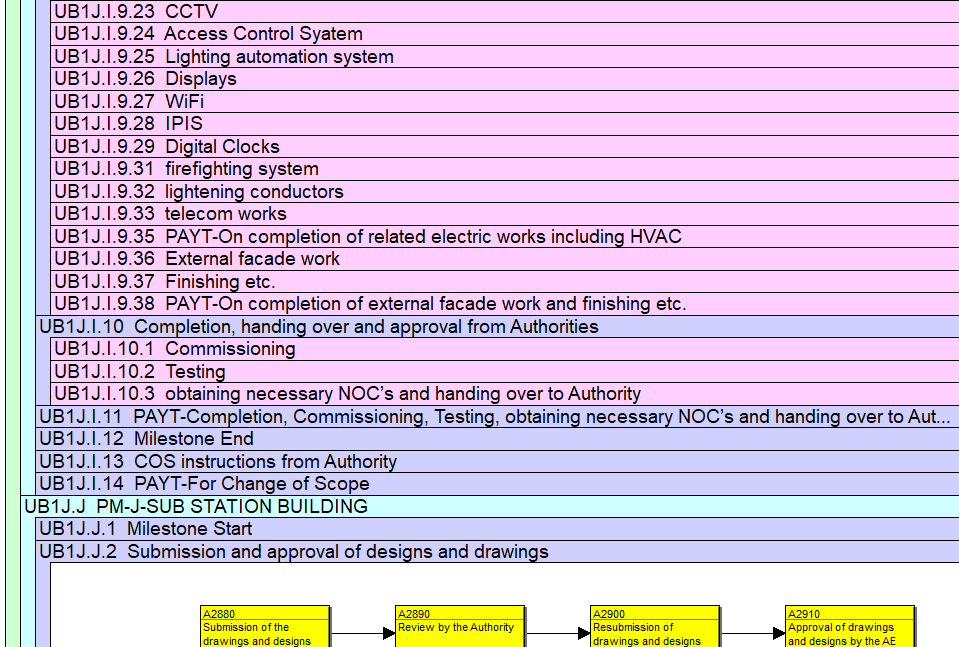 UB1J.I.9.23 CCTV
UB1J.I.9.24 Access Control Syatem
UB1J.I.9.25 Lighting automation system
UB1J.I.9.26 Displays
UB1J.I.9.27 WiFi
UB1J.I.9.28 IPIS
UB1J.I.9.29 Digital Clocks
UB1J.I.9.31 firefighting system
UB1J.I.9.32 lightening conductors
UB1J.I.9.33 telecom works
UB1J.I.9.35 PAYT-On completion of related electric works including HVAC
UB1J.I.9.36 External facade work
UB1J.I.9.37 Finishing etc.
UB1J.I.9.38 PAYT-On completion of external facade work and finishing etc.
UB1J.I.10 Completion, handing over and approval from Authorities
UB1J.I.10.1 Commissioning
UB1J.I.10.2 Testing
UB1J.I.10.3 obtaining necessary NOC’s and handing over to Authority
UB1J.I.11 PAYT-Completion, Commissioning, Testing, obtaining necessary NOC’s and handing over to Aut...
UB1J.I.12 Milestone End
UB1J.I.13 COS instructions from Authority
UB1J.I.14 PAYT-For Change of Scope
UB1J.J PM-J-SUB STATION BUILDING
UB1J.J.1 Milestone Start
UB1J.J.2 Submission and approval of designs and drawings
A2880
Submission of the
drawings and designs
A2890
Review by the Authority
A2900
Resubmission of
drawings and designs
A2910
Approval of drawings
and designs by the AE